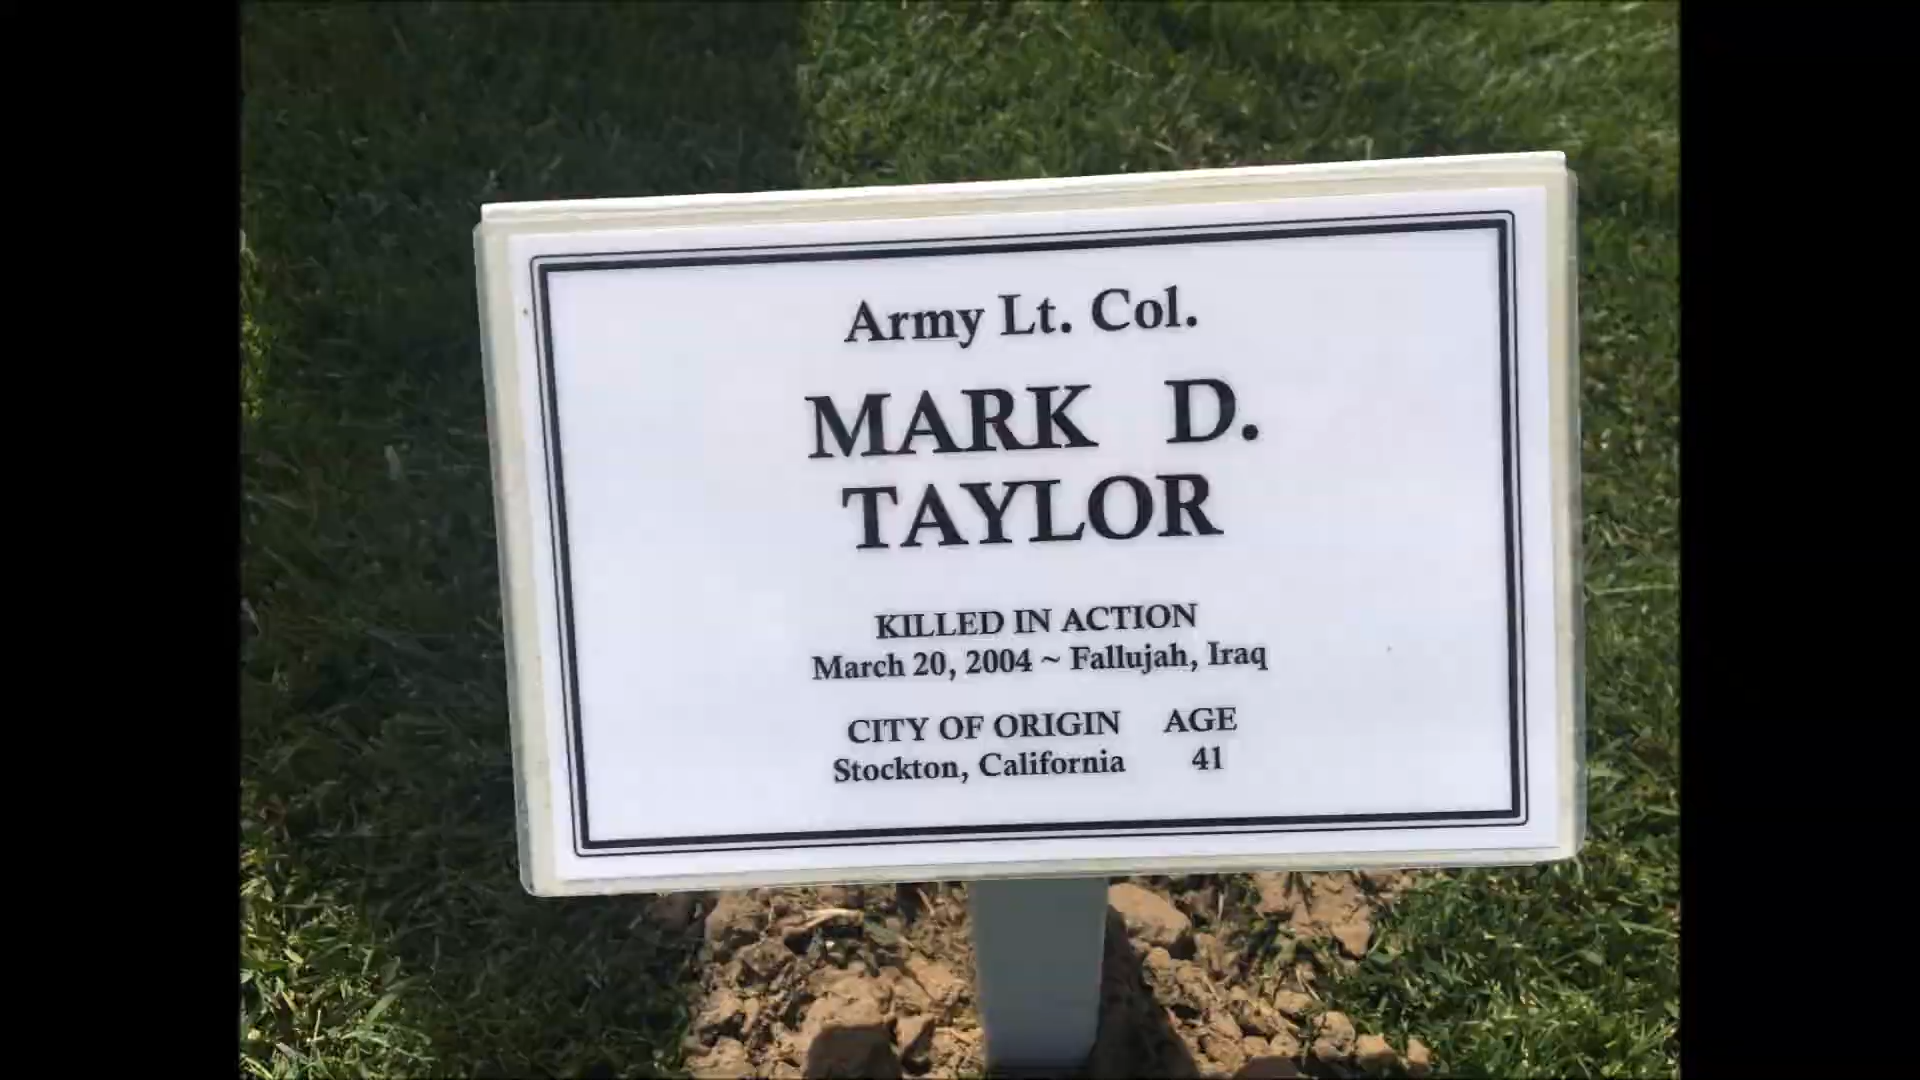 Army Lt. Col.
MARK D.
TAYLOR
KILLED IN ACTION
March 20, 2004 ~ Fallujah, Iraq
CITY OF ORIGIN AGE
Stockton, California 41